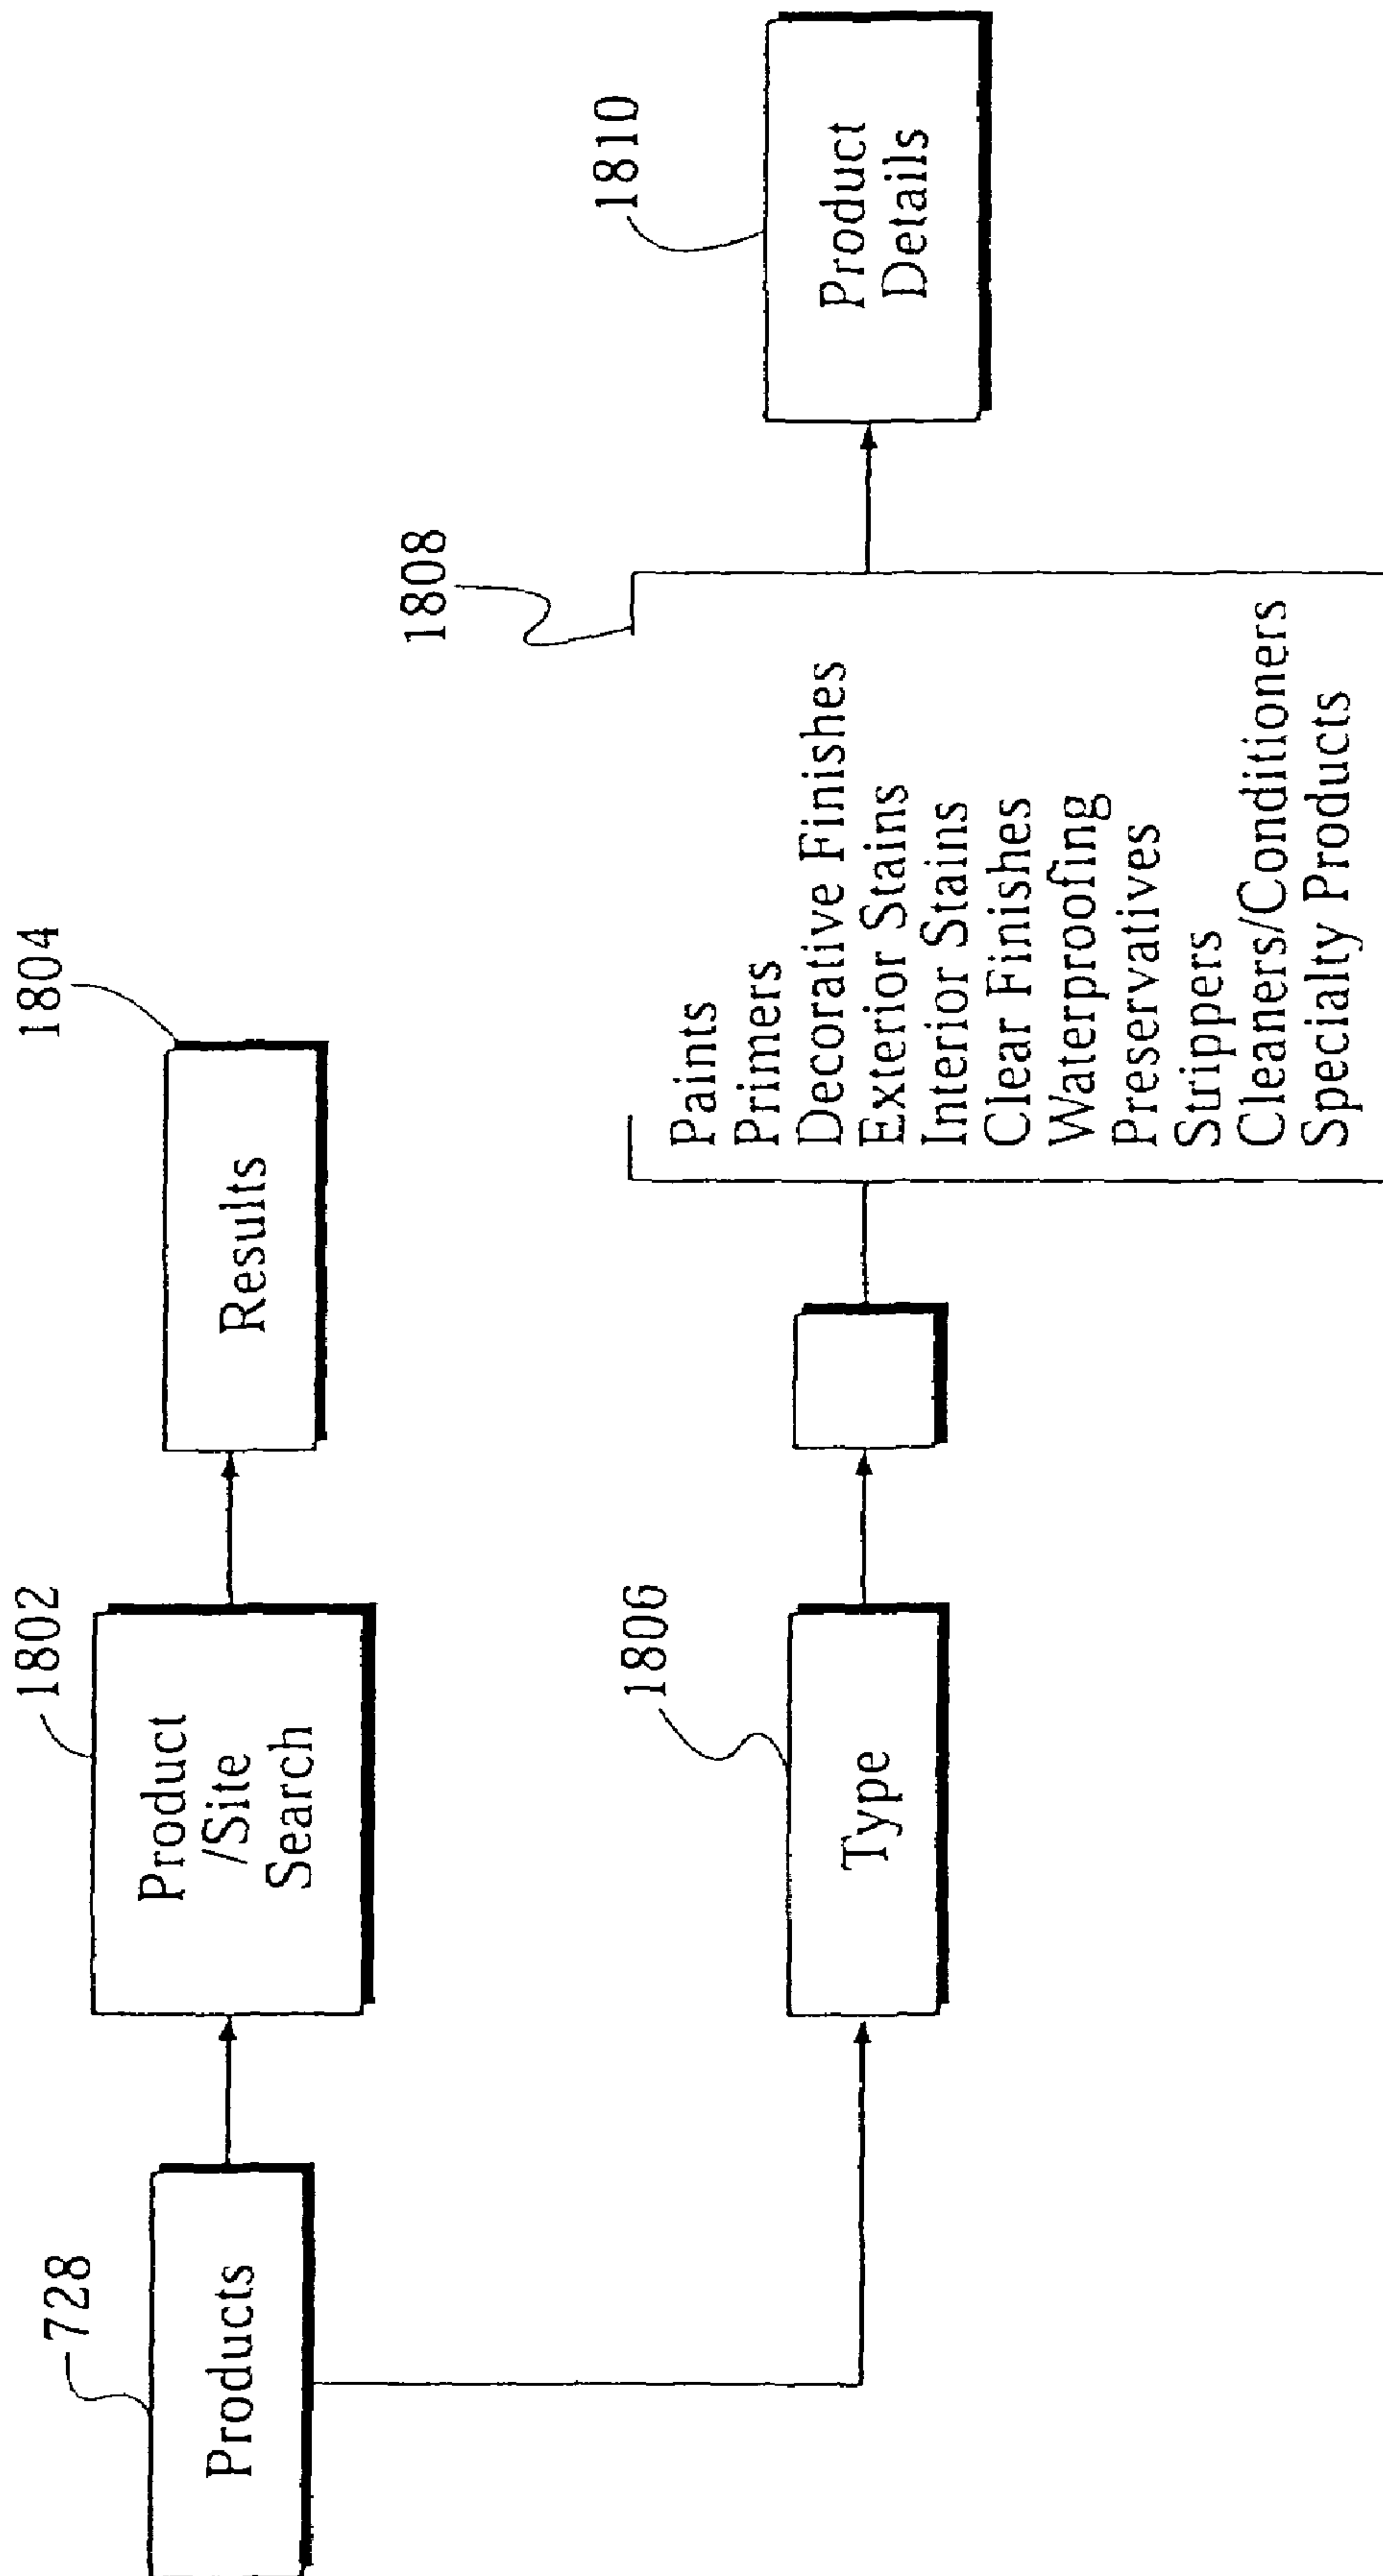 728
Products
1802
Product
/Site
Search
1804
Results
1806
Type
1808
Paints
Primers
Decorative Finishes
Exterior Stains
Interior Stains
Clear Finishes
Waterproofing
Preservatives
Strippers
Cleaners/Conditioners
Specialty Products
1810
Product
Details